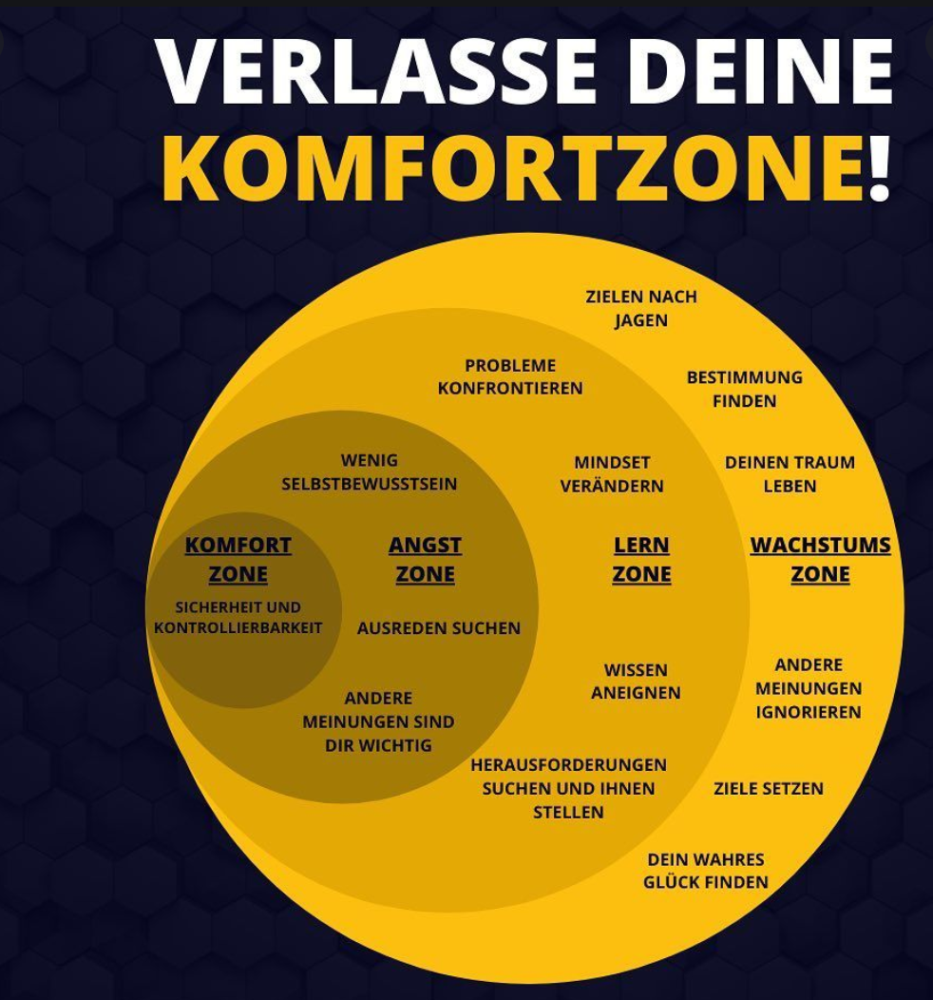 VERLASSE DEINE
KOMFORTZONE!
ZIELEN NACH
JAGEN
PROBLEME
KONFRONTIEREN
BESTIMMUNG
FINDEN
WENIG
SELBSTBEWUSSTSEIN
MINDSET
VERÄNDERN
DEINEN TRAUM
LEBEN
KOMFORT
ZONE
SICHERHEIT UND
KONTROLLIERBARKEIT
ANGST
ZONE
AUSREDEN SUCHEN
ANDERE
MEINUNGEN SIND
DIR WICHTIG
LERN
ZONE
WISSEN
ANEIGNEN
HERAUSFORDERUNGEN
SUCHEN UND IHNEN
STELLEN
WACHSTUMS
ZONE
ANDERE
MEINUNGEN
IGNORIEREN
ZIELE SETZEN
DEIN WAHRES
GLÜCK FINDEN